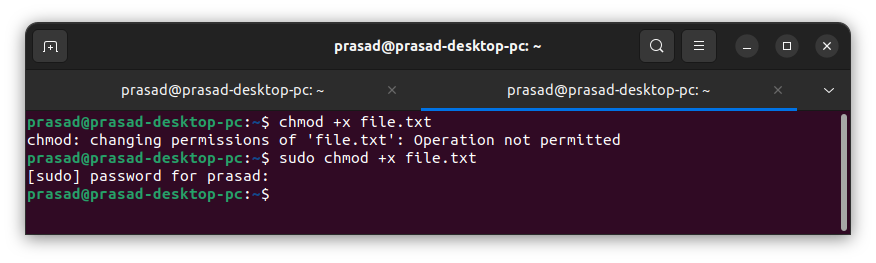 prasad@prasad-desktop-pc: ~
prasad@prasad-desktop-pc: ~
prasad@prasad-desktop-pc: ~
prasad@prasad-desktop-pc:~$ chmod +x file.txt
chmod: changing permissions of 'file.txt': Operation not permitted
prasad@prasad-desktop-pc:~$ sudo chmod +x file.txt
[sudo] password for prasad:
prasad@prasad-desktop-pc:~$